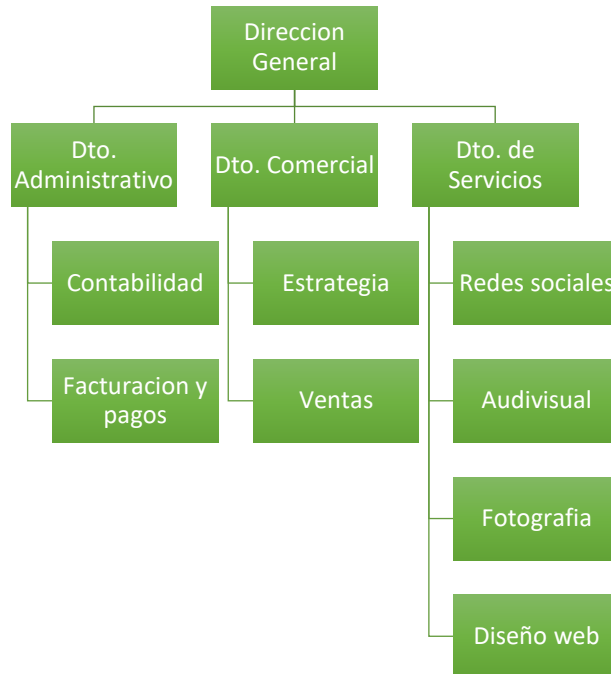 Direccion
General
Dto.
Administrativo
Dto. Comercial
Dto. de
Servicios
Contabilidad
Estrategia
Redes sociales
Facturacion y
pagos
Ventas
Audivisual
Fotografia
Diseño web